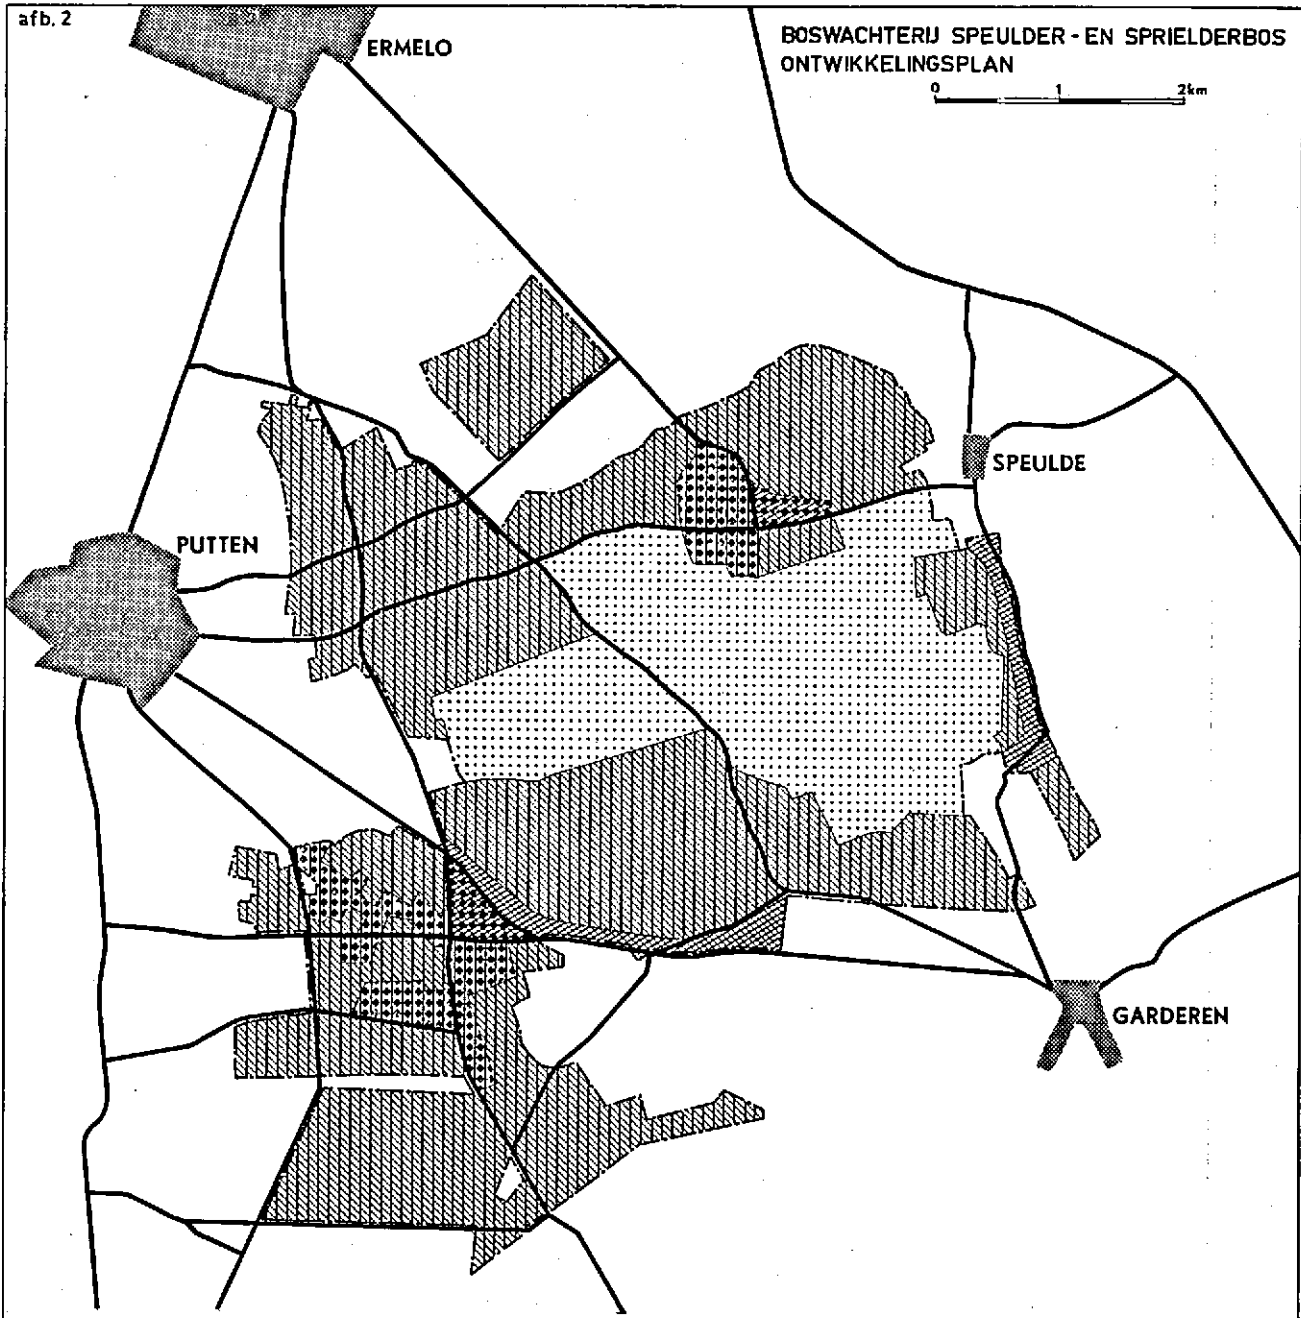 afb. 2
ERMELO
BOSWACHTERIJ SPEULDER - EN SPRIELDERBOS
ONTWIKKELINGSPLAN
0 1 2km
SPEULDE
PUTTEN
GARDEREN